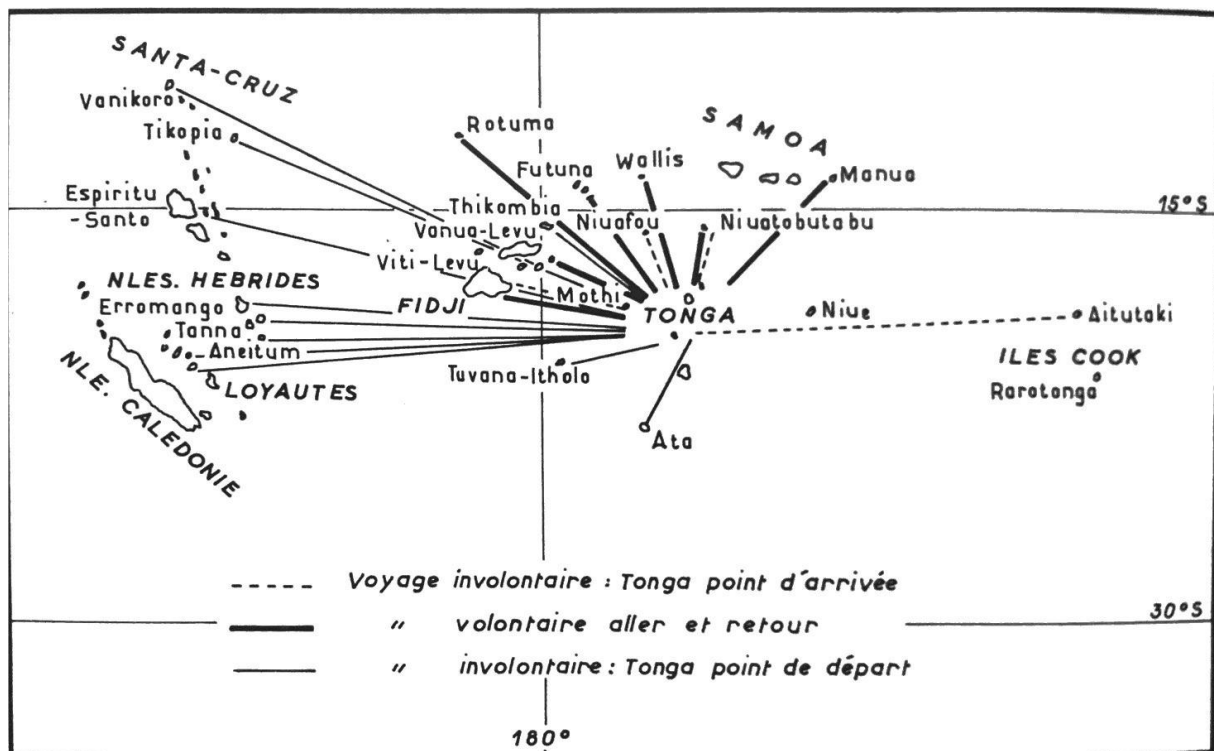 SANTA-CRUZ
Vanikoro
Tikopia
Rotuma
SAMOA
Futuna
Wallis
Manua
Espiritu
-Santo
Thikombia
Niuafou
Niuatabutabu
15°S
Vanua-Levu
Viti-Levu
NLES. HEBRIDES
FIDJI
Mothi
TONGA
Niue
Aitutaki
Erromango
Tanna
Aneitum
ILES COOK
Tuvana-Ithola
LOYAUTES
Rarotonga
NLE. CALEDONIE
Ata
Voyage involontaire : Tonga point d'arrivée
" volontaire aller et retour
30°S
" involontaire : Tonga point de départ
180°